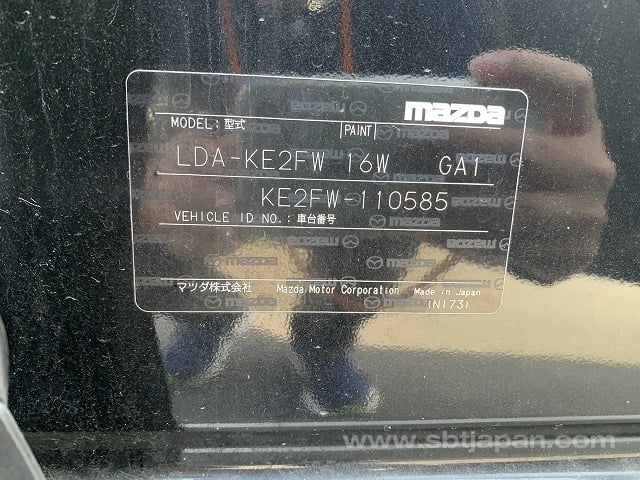 mazda
MODEL: 型式 PAINT
LDA-KE2FW 16W GA1
KE2FW-110585
VEHICLE ID NO.: 車台番号
マツダ株式会社 Mazda Motor Corporation Made in Japan
(N173)
www.sbtjapan.com